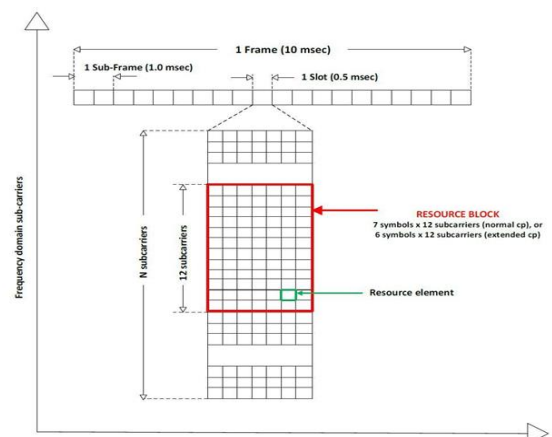 1 Frame (10 msec)
1 Sub-Frame (1.0 msec)
1 Slot (0.5 msec)
Frequency domain sub-carriers
N subcarriers
12 subcarriers
RESOURCE BLOCK
7 symbols x 12 subcarriers (normal cp), or
6 symbols x 12 subcarriers (extended cp)
Resource element